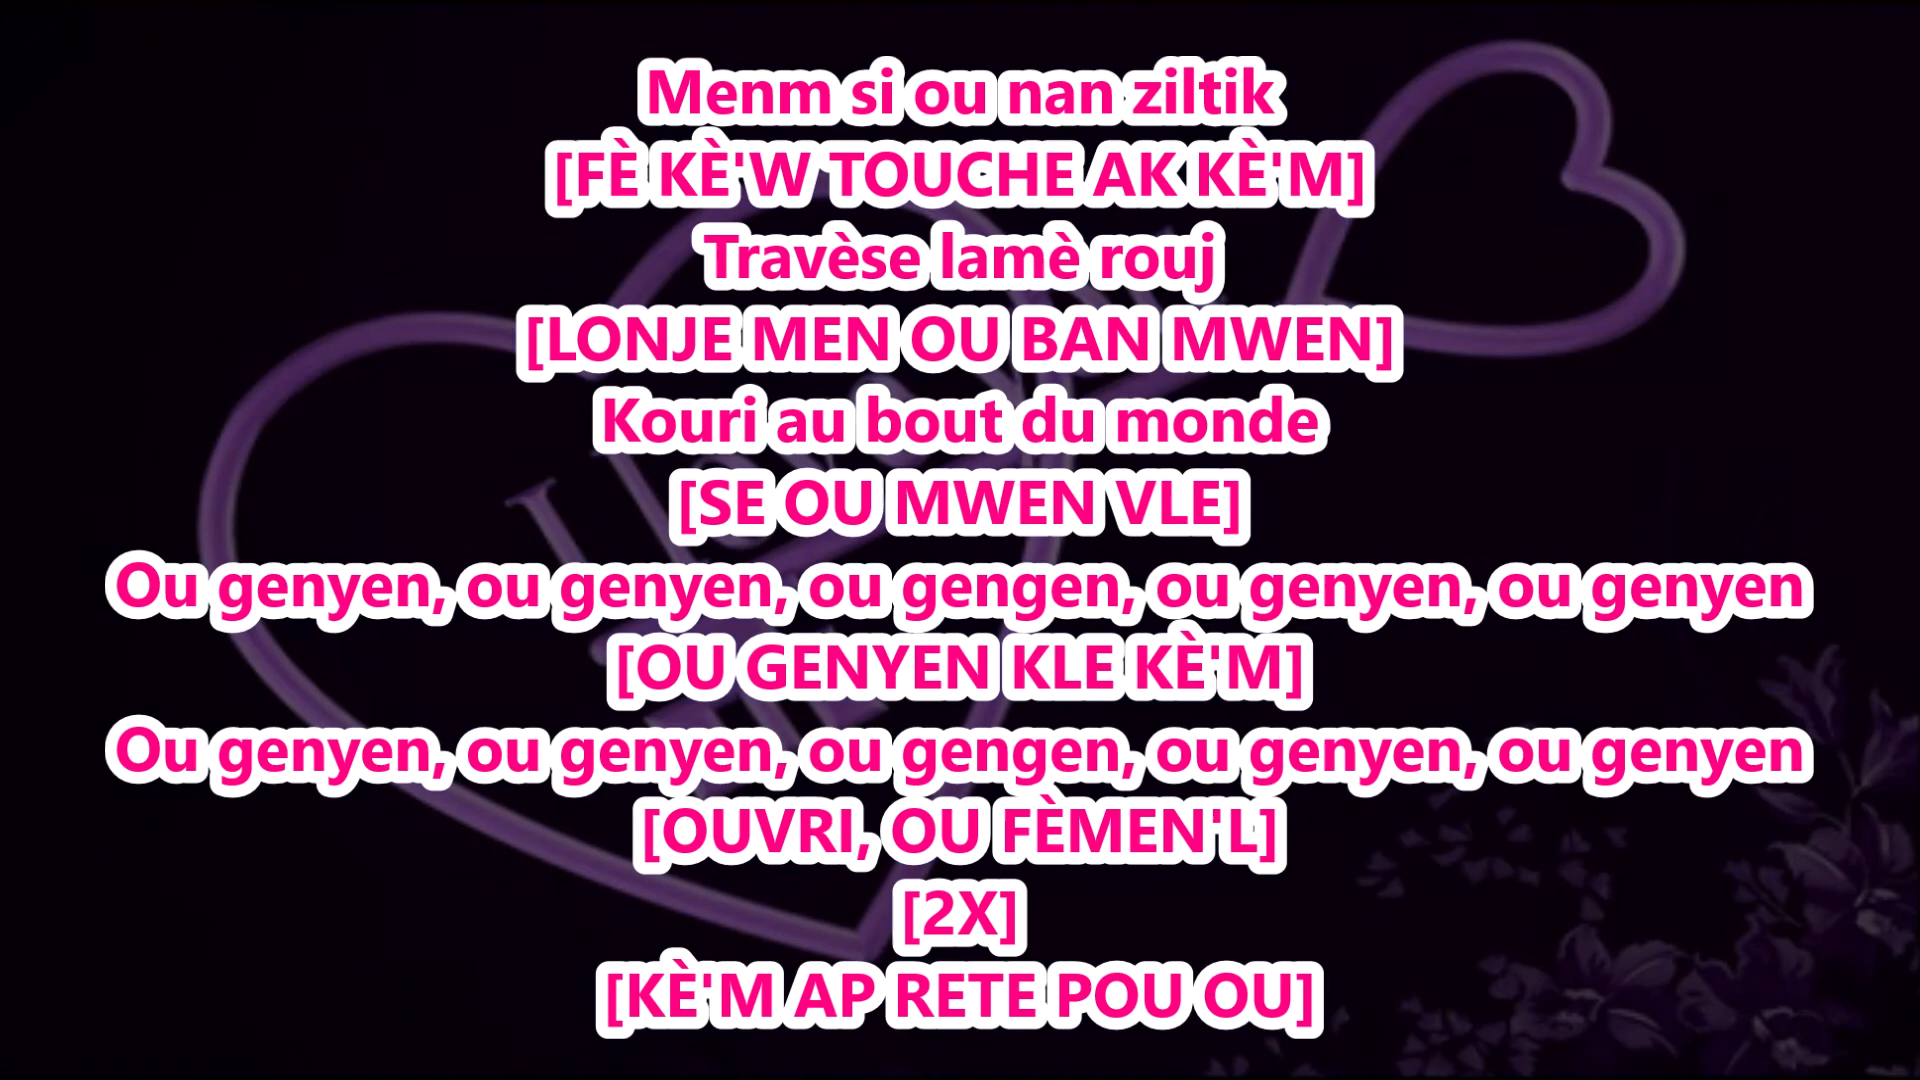 Menm si ou nan ziltik
[FÈ KÈ'W TOUCHE AK KÈ'M]
Travèse lamè rouj
[LONJE MEN OU BAN MWEN]
Kouri au bout du monde
[SE OU MWEN VLE]
Ou genyen, ou genyen, ou gengen, ou genyen, ou genyen
[OU GENYEN KLE KÈ'M]
Ou genyen, ou genyen, ou gengen, ou genyen, ou genyen
[OUVRI, OU FÈMEN'L]
[2X]
[KÈ'M AP RETE POU OU]